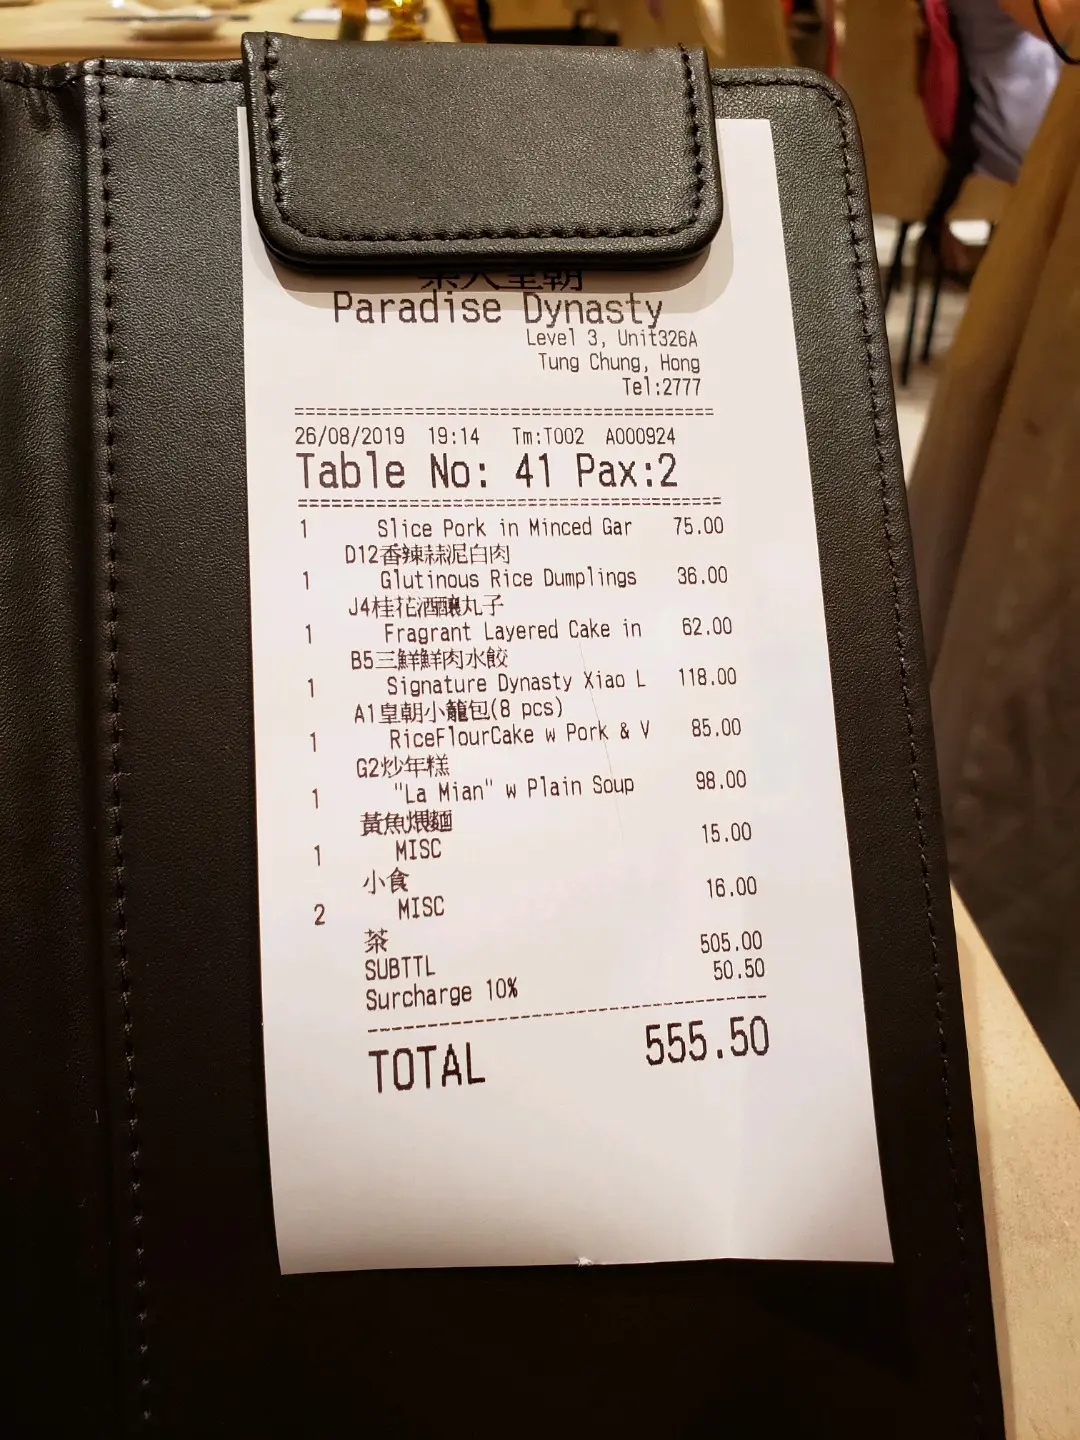 Paradise Dynasty
Level 3, Unit326A
Tung Chung, Hong
Tel:2777
26/08/2019 19:14 Tm:T002 A000924
Table No: 41 Pax:2
1 Slice Pork in Minced Gar 75.00
D12香辣蒜泥白肉
1 Glutinous Rice Dumplings 36.00
J4桂花酒釀丸子
1 Fragrant Layered Cake in 62.00
B5三鮮鮮肉水餃
1 Signature Dynasty Xiao L 118.00
A1皇朝小籠包(8 pcs)
1 RiceFlourCake w Pork & V 85.00
G2炒年糕
1 "La Mian" w Plain Soup 98.00
黃魚煨麵
1 MISC 15.00
小食
2 MISC 16.00
茶
SUBTTL 505.00
Surcharge 10% 50.50
TOTAL 555.50